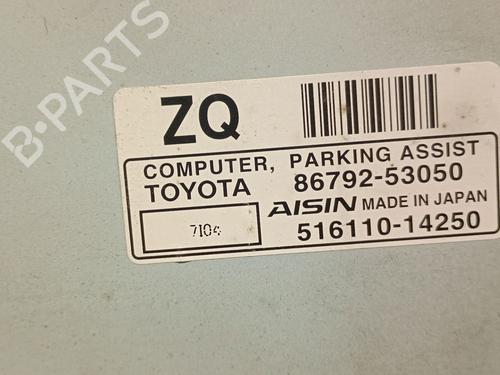 B-PARTS
ZQ
COMPUTER, PARKING ASSIST
TOYOTA 86792-53050
7104 AISIN MADE IN JAPAN
516110-14250